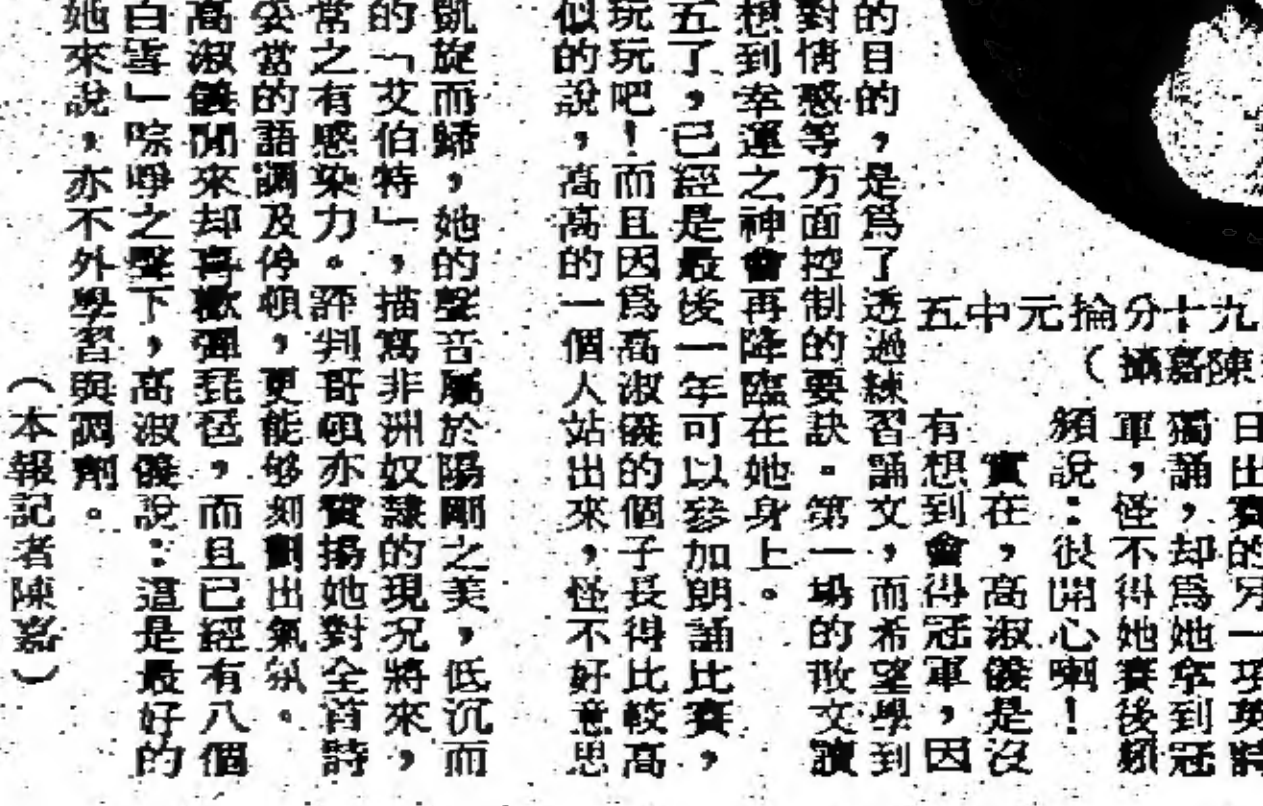 九十分掄元中五
陳嘉攝）
日出賽的另一項英詩
獨誦，却爲她拿到冠
軍，怪不得她賽後頻
頻說：很開心喇！
實在，高淑儀是沒
有想到會得冠軍，因
的目的，是爲了透過練習誦文，而希望學到
對情感等方面控制的要訣。第一場的散文讀
想到幸運之神會再降臨在她身上。
五了，已經是最後一年可以參加朗誦比賽，
玩玩吧！而且因爲高淑儀的個子長得比較高
似的說，高高的一個人站出來，怪不好意思
凱旋而歸，她的聲音屬於陽剛之美，低沉而
的「艾伯特」，描寫非洲奴隸的現況將來，
常之有感染力。評判哥頓亦贊揚她對全首詩
當的語調及停頓，更能够刻劃出氣氛。
高淑儀閒來却喜歡彈琵琶，而且已經有八個
白雪」琮琤之聲下，高淑儀說：這是最好的
她來說，亦不外學習與調劑。
（本報記者陳嘉）